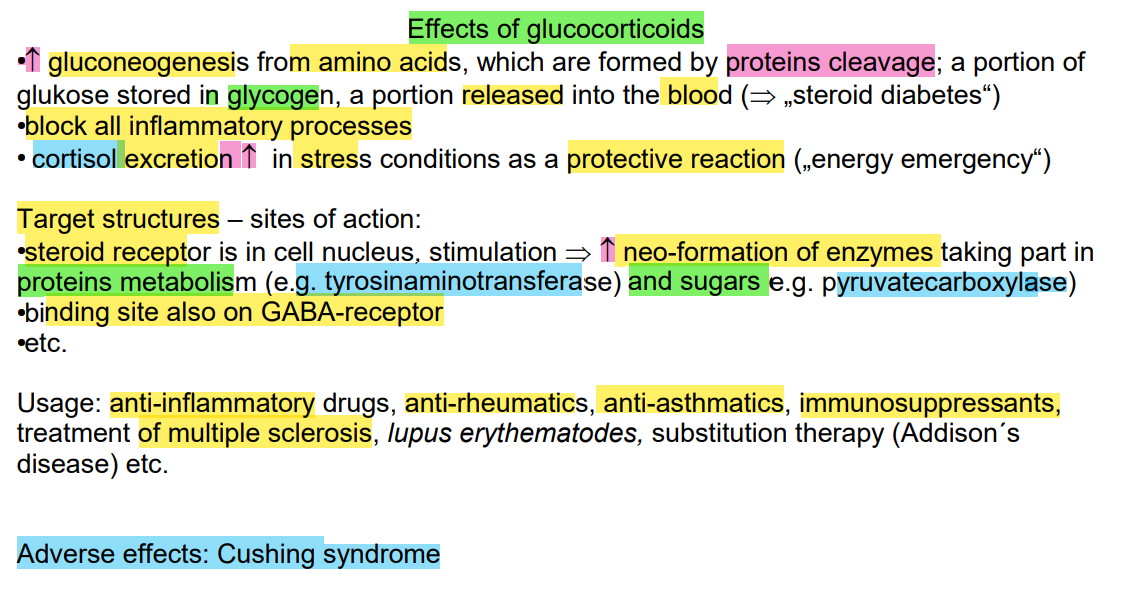 Effects of glucocorticoids
•↑ gluconeogenesis from amino acids, which are formed by proteins cleavage; a portion of
glukose stored in glycogen, a portion released into the blood (⇒ „steroid diabetes“)
•block all inflammatory processes
• cortisol excretion ↑ in stress conditions as a protective reaction („energy emergency“)
Target structures – sites of action:
•steroid receptor is in cell nucleus, stimulation ⇒ ↑ neo-formation of enzymes taking part in
proteins metabolism (e.g. tyrosinaminotransferase) and sugars e.g. pyruvatecarboxylase)
•binding site also on GABA-receptor
•etc.
Usage: anti-inflammatory drugs, anti-rheumatics, anti-asthmatics, immunosuppressants,
treatment of multiple sclerosis, lupus erythematodes, substitution therapy (Addison´s
disease) etc.
Adverse effects: Cushing syndrome